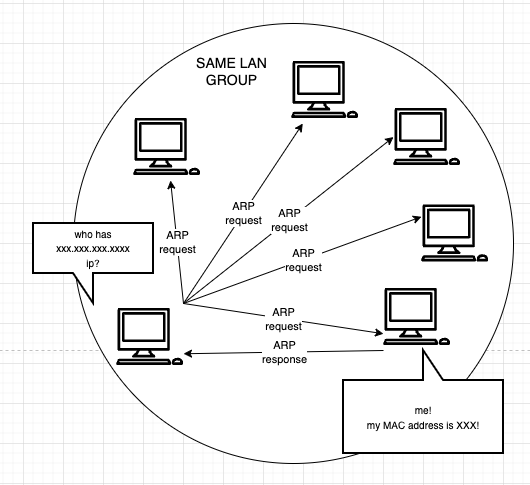 SAME LAN
GROUP
ARP
request
ARP
request
ARP
request
ARP
request
who has
xxx.xxx.xxx.xxxx
ip?
ARP
request
ARP
response
me!
my MAC address is XXX!